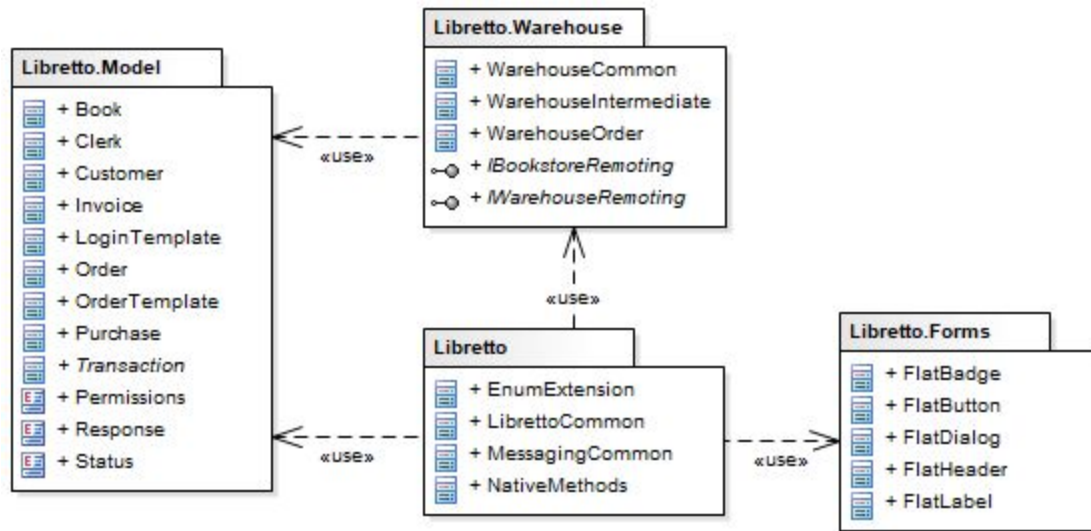 Libretto.Model
+ Book
+ Clerk
+ Customer
+ Invoice
+ LoginTemplate
+ Order
+ OrderTemplate
+ Purchase
+ Transaction
+ Permissions
+ Response
+ Status
«use»
Libretto.Warehouse
+ WarehouseCommon
+ WarehouseIntermediate
+ WarehouseOrder
+ IBookstoreRemoting
+ IWarehouseRemoting
«use»
Libretto
+ EnumExtension
+ LibrettoCommon
+ MessagingCommon
+ NativeMethods
«use»
«use»
Libretto.Forms
+ FlatBadge
+ FlatButton
+ FlatDialog
+ FlatHeader
+ FlatLabel